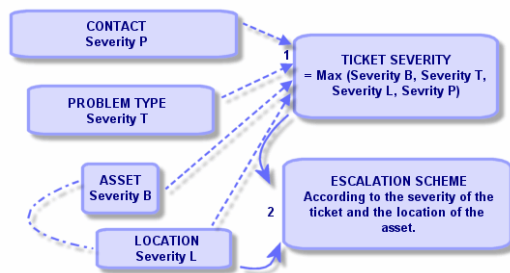 CONTACT
Severity P
1
TICKET SEVERITY
= Max (Severity B, Severity T,
Severity L, Sevrity P)
PROBLEM TYPE
Severity T
ASSET
Severity B
2
ESCALATION SCHEME
According to the severity of the
ticket and the location of the
asset.
LOCATION
Severity L